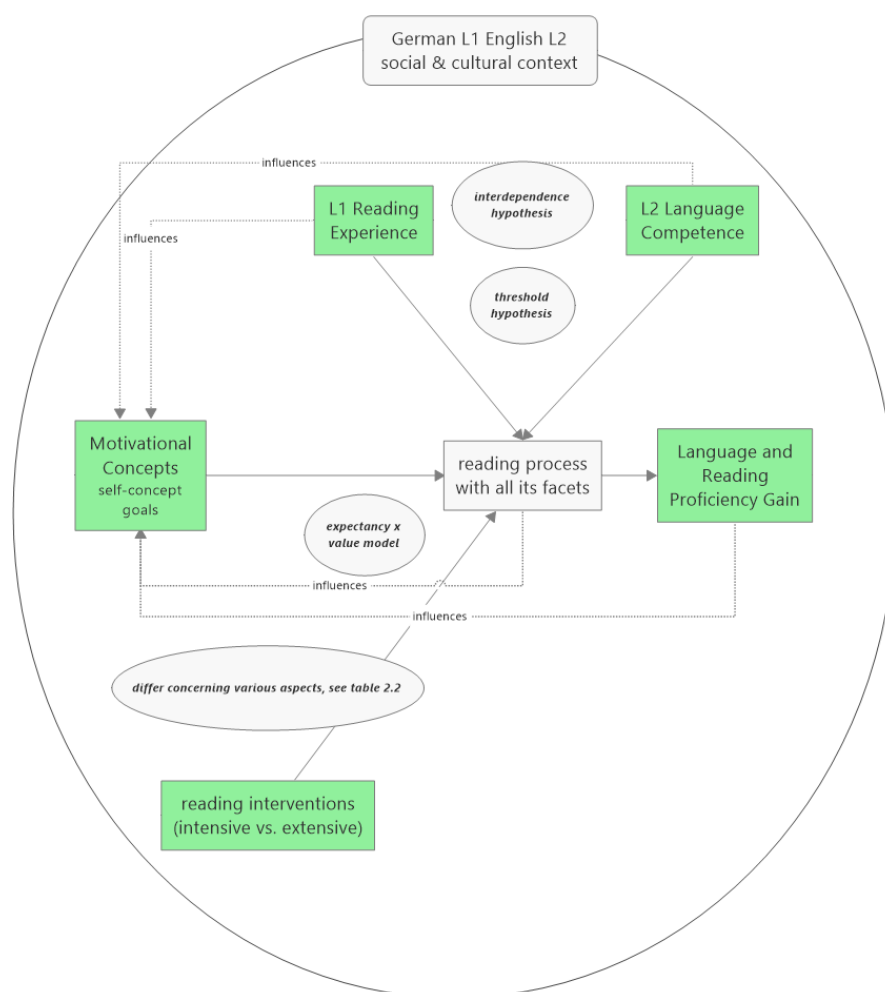 German L1 English L2
social & cultural context
influences
interdependence
hypothesis
L1 Reading
Experience
L2 Language
Competence
influences
threshold
hypothesis
Motivational
Concepts
self-concept
goals
reading process
with all its facets
Language and
Reading
Proficiency Gain
expectancy x
value model
influences
influences
differ concerning various aspects, see table 2.2
reading interventions
(intensive vs. extensive)